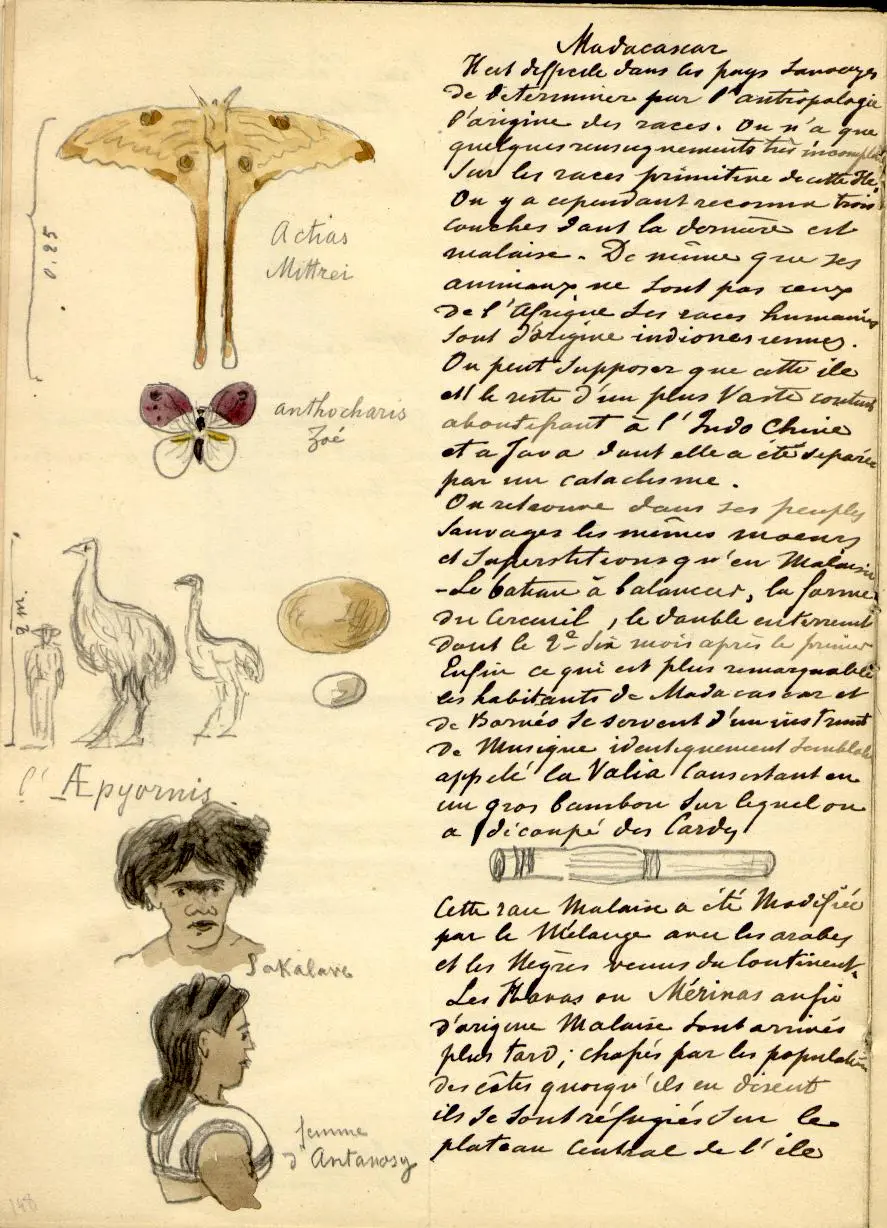 Madacascar
Il est difficile dans les pays sauvages
de déterminer par l'antropologie
l'origine des races. On n'a que
quelques renseignements très incomplets
sur les races primitive de cette île.
On y a cependant reconnu trois
couches dont la dernière est
malaise. De même que ses
animaux ne sont pas ceux
de l'Afrique ses races humaines
sont d'origine indionesiennes.
On peut supposer que cette île
est le reste d'un plus vaste continent
aboutissant à l'Indo Chine
et a Java dont elle a été séparée
par un cataclisme.
On retrouve dans ses peuples
sauvages les mêmes moeurs
et superstitions qu'en Malaisie
-Le bateau à balancier, la forme
du cercueil, le double enterrement
dont le 2e dix mois après le premier
Enfin ce qui est plus remarquable
les habitants de Madacascar et
de Bornéo se servent d'un instrument
de Musique identiquement semblable
appelé la Valia consistant en
un gros bambou sur lequel on
a découpé des Cordes
Cette race Malaise a été Modifiée
par le Mélange avec les arabes
et les Nègres venus du Continent.
Les Havas ou Mérinas aussi
d'origine Malaise sont arrivés
plus tard; chassés par les populations
des côtes quoiqu'ils en disent
ils se sont réfugiés sur le
plateau Central de l'île
0,25
Actias
Mittrei
anthocharis
Zoé
2 m.
l'Æpyornis
Sakalave
femme
d'Antanosy
148